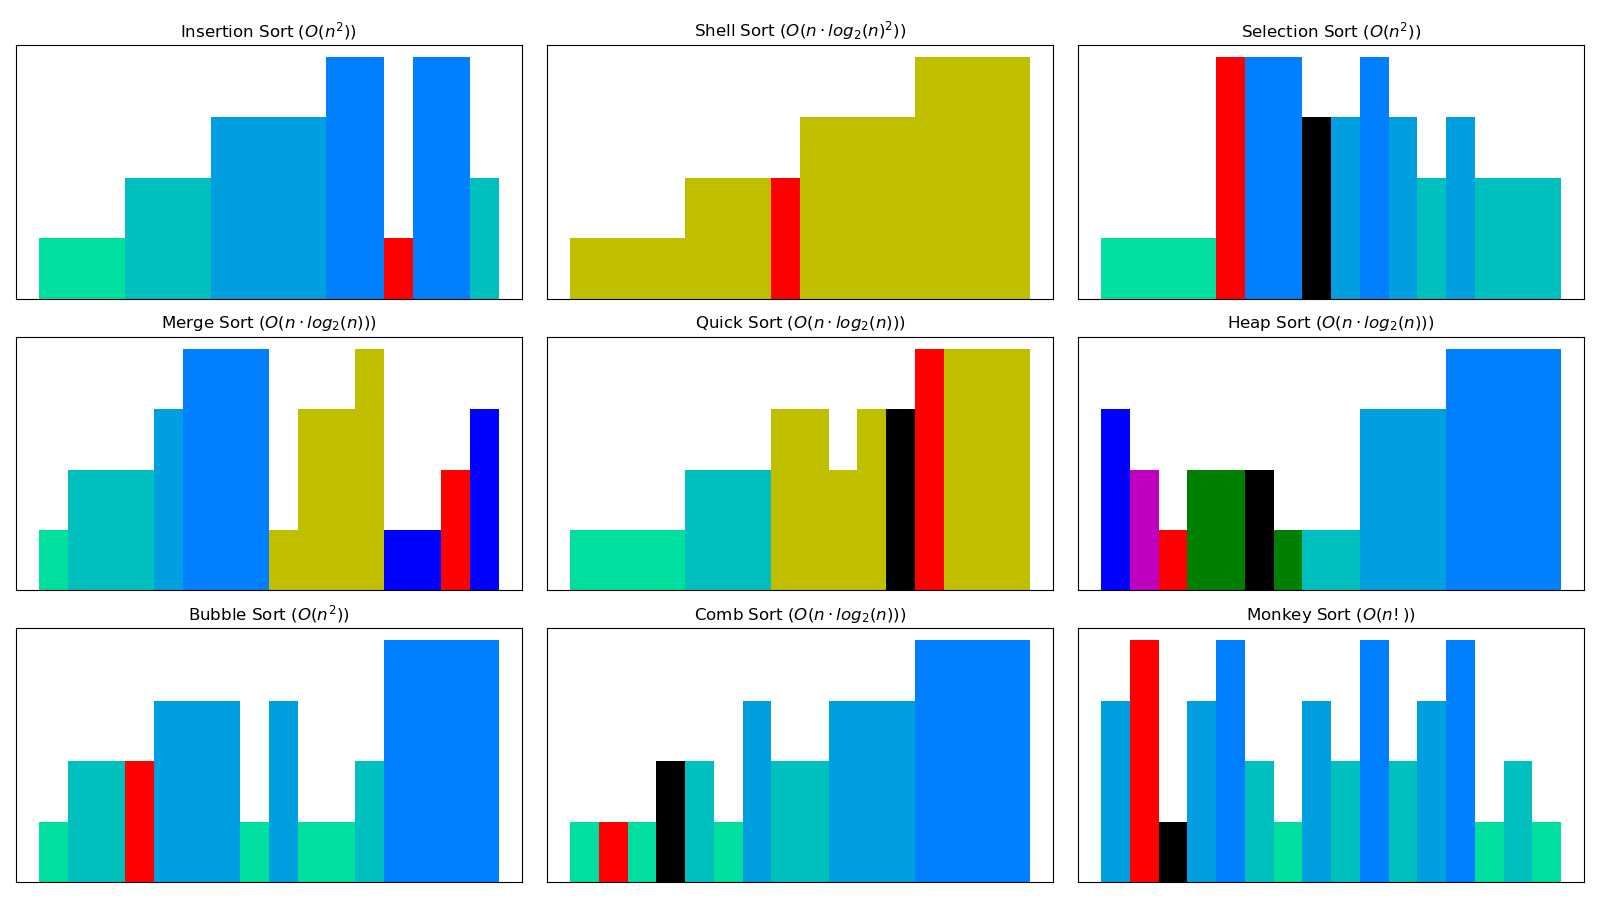 Insertion Sort (O(n²))
Shell Sort (O(n · log₂(n)²))
Selection Sort (O(n²))
Merge Sort (O(n · log₂(n)))
Quick Sort (O(n · log₂(n)))
Heap Sort (O(n · log₂(n)))
Bubble Sort (O(n²))
Comb Sort (O(n · log₂(n)))
Monkey Sort (O(n!))